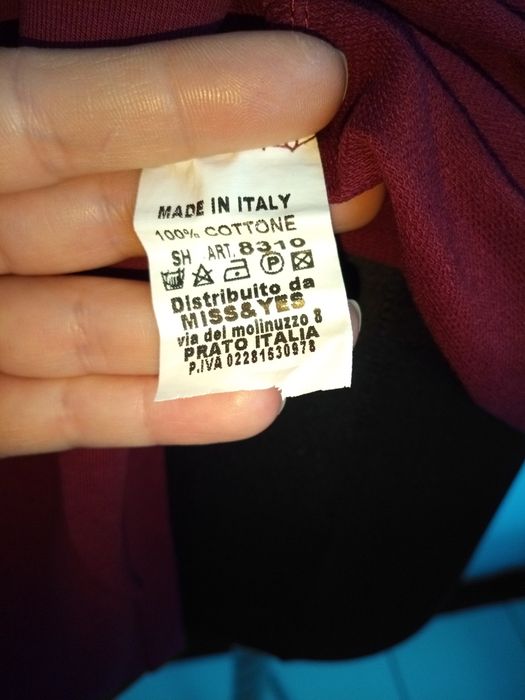 MADE IN ITALY
100% COTTONE
SH ART. 8310
P
Distribuito da
MISS&YES
via del molinuzzo 8
PRATO ITALIA
P.IVA 02281530978